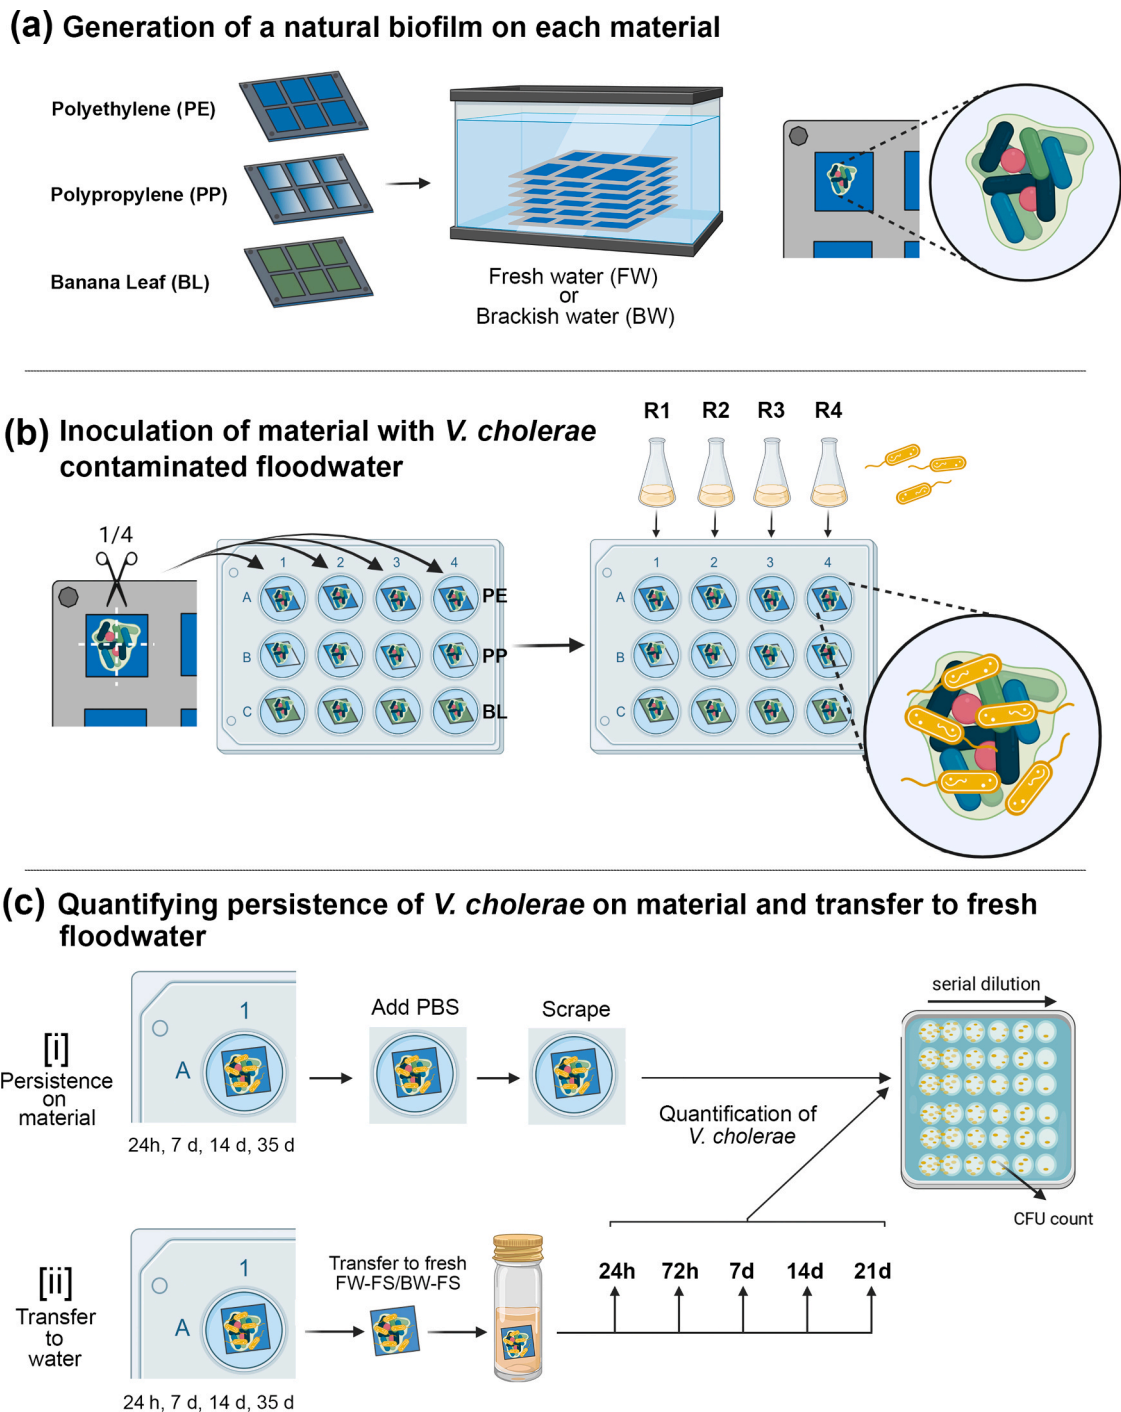 (a) Generation of a natural biofilm on each material
Polyethylene (PE)
Polypropylene (PP)
Banana Leaf (BL)
Fresh water (FW)
or
Brackish water (BW)
(b) Inoculation of material with V. cholerae
contaminated floodwater
R1 R2 R3 R4
1/4
1 2 3 4
A PE
B PP
C BL
1 2 3 4
A
B
C
(c) Quantifying persistence of V. cholerae on material and transfer to fresh
floodwater
[i]
Persistence
on
material
1
A
24h, 7 d, 14 d, 35 d
Add PBS
Scrape
Quantification of
V. cholerae
serial dilution
CFU count
[ii]
Transfer
to
water
1
A
24 h, 7 d, 14 d, 35 d
Transfer to fresh
FW-FS/BW-FS
24h 72h 7d 14d 21d